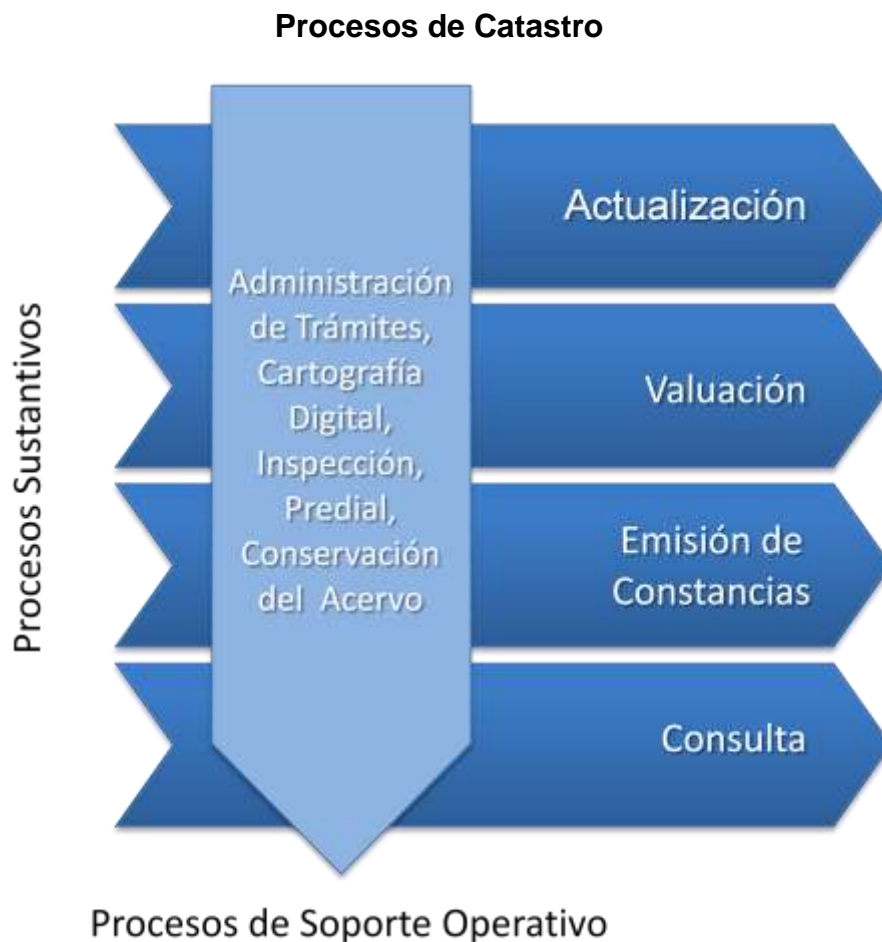 Procesos de Catastro
Procesos Sustantivos
Administración
de Trámites,
Cartografía
Digital,
Inspección,
Predial,
Conservación
del Acervo
Actualización
Valuación
Emisión de
Constancias
Consulta
Procesos de Soporte Operativo